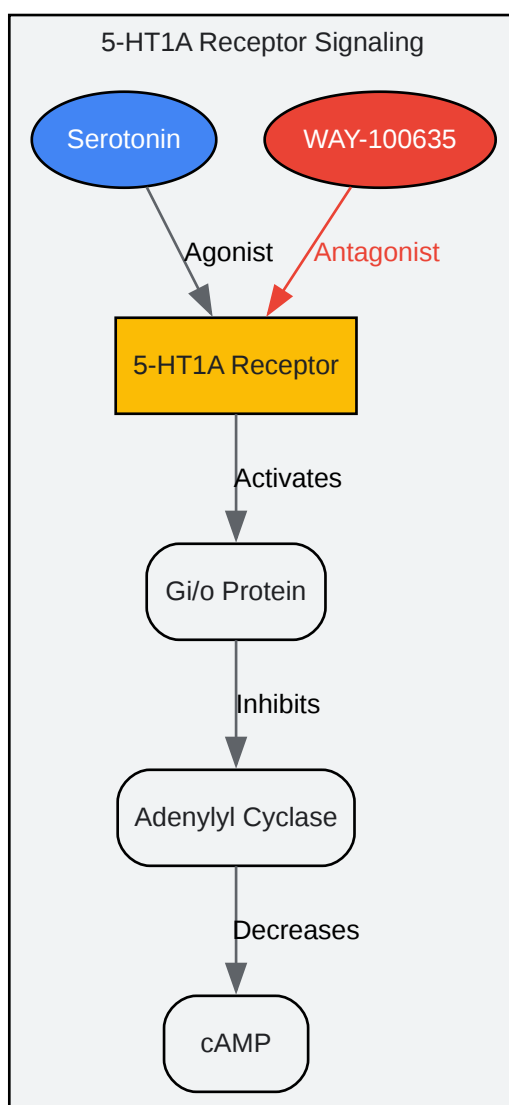 5-HT1A Receptor Signaling
Serotonin
WAY-100635
Agonist
Antagonist
5-HT1A Receptor
Activates
Gi/o Protein
Inhibits
Adenylyl Cyclase
Decreases
cAMP